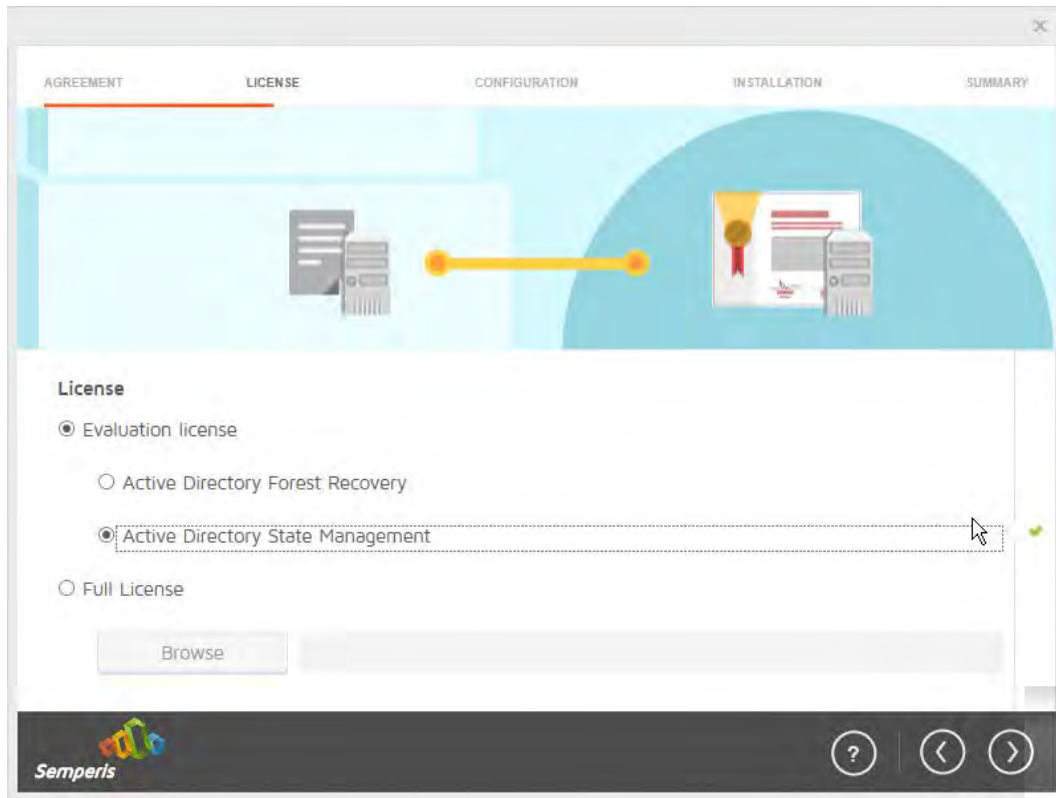 AGREEMENT LICENSE CONFIGURATION INSTALLATION SUMMARY
License
Evaluation license
Active Directory Forest Recovery
Active Directory State Management
Full License
Browse
Semperis
?